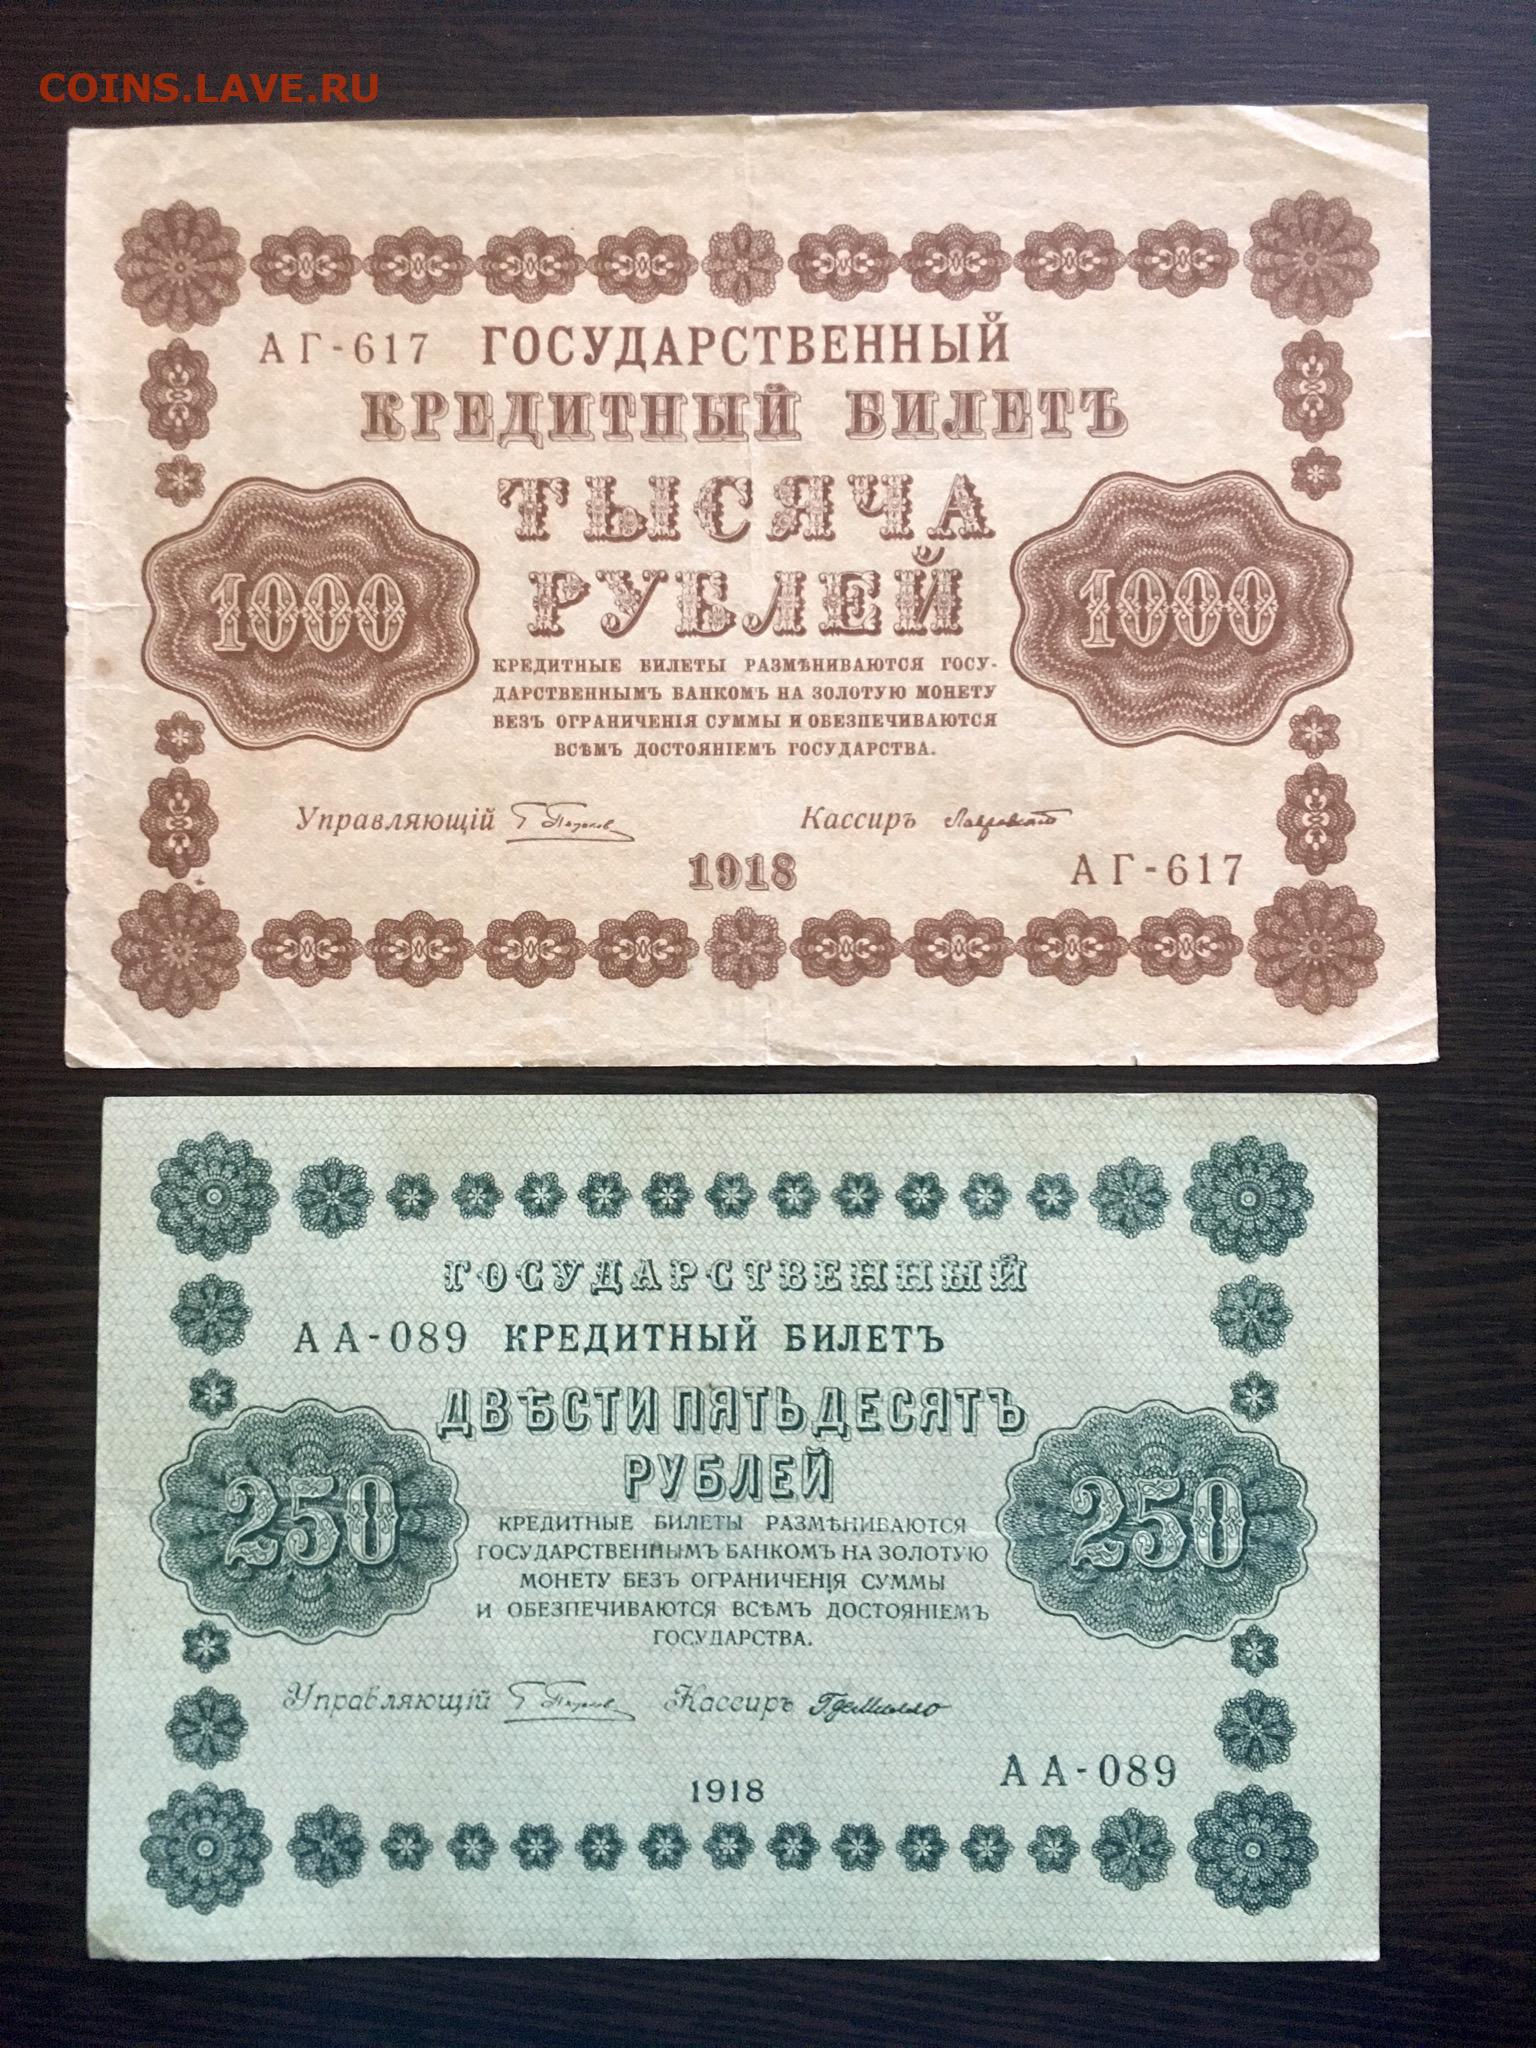 COINS.LAVE.RU
АГ-617 ГОСУДАРСТВЕННЫЙ
КРЕДИТНЫЙ БИЛЕТЪ
ТЫСЯЧА
РУБЛЕЙ
1000 1000
КРЕДИТНЫЕ БИЛЕТЫ РАЗМѢНИВАЮТСЯ ГОСУ-
ДАРСТВЕННЫМЪ БАНКОМЪ НА ЗОЛОТУЮ МОНЕТУ
БЕЗЪ ОГРАНИЧЕНІЯ СУММЫ И ОБЕЗПЕЧИВАЮТСЯ
ВСѢМЪ ДОСТОЯНІЕМЪ ГОСУДАРСТВА.
Управляющій Кассиръ
1918 АГ-617
ГОСУДАРСТВЕННЫЙ
АА-089 КРЕДИТНЫЙ БИЛЕТЪ
ДВѢСТИ ПЯТЬДЕСЯТЪ
РУБЛЕЙ
250 250
КРЕДИТНЫЕ БИЛЕТЫ РАЗМѢНИВАЮТСЯ
ГОСУДАРСТВЕННЫМЪ БАНКОМЪ НА ЗОЛОТУЮ
МОНЕТУ БЕЗЪ ОГРАНИЧЕНІЯ СУММЫ
И ОБЕЗПЕЧИВАЮТСЯ ВСѢМЪ ДОСТОЯНІЕМЪ
ГОСУДАРСТВА.
Управляющій Кассиръ
1918 АА-089